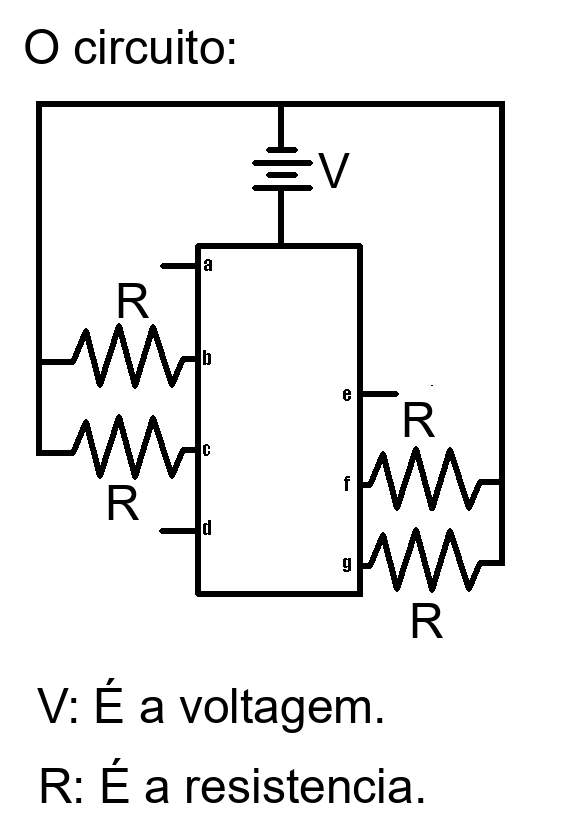 O circuito:
V
a
R
b
e
R
c
f
R
d
g
R
V: É a voltagem.
R: É a resistencia.